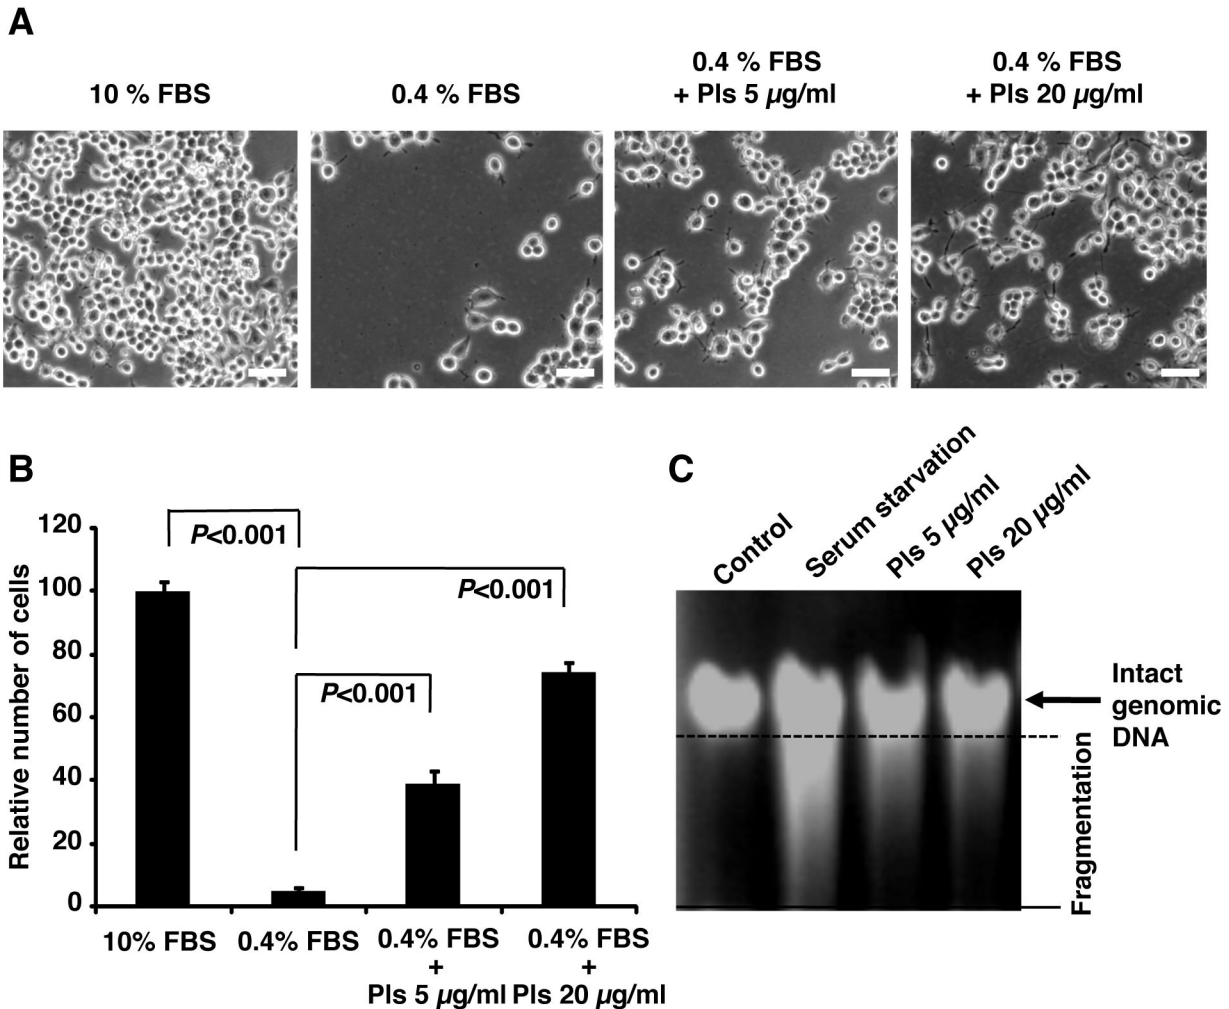 A
10 % FBS
0.4 % FBS
0.4 % FBS
+ Pls 5 µg/ml
0.4 % FBS
+ Pls 20 µg/ml
B
Relative number of cells
120
100
80
60
40
20
0
P<0.001
P<0.001
P<0.001
10% FBS
0.4% FBS
0.4% FBS
+
Pls 5 µg/ml
0.4% FBS
+
Pls 20 µg/ml
C
Control
Serum starvation
Pls 5 µg/ml
Pls 20 µg/ml
Intact
genomic
DNA
Fragmentation